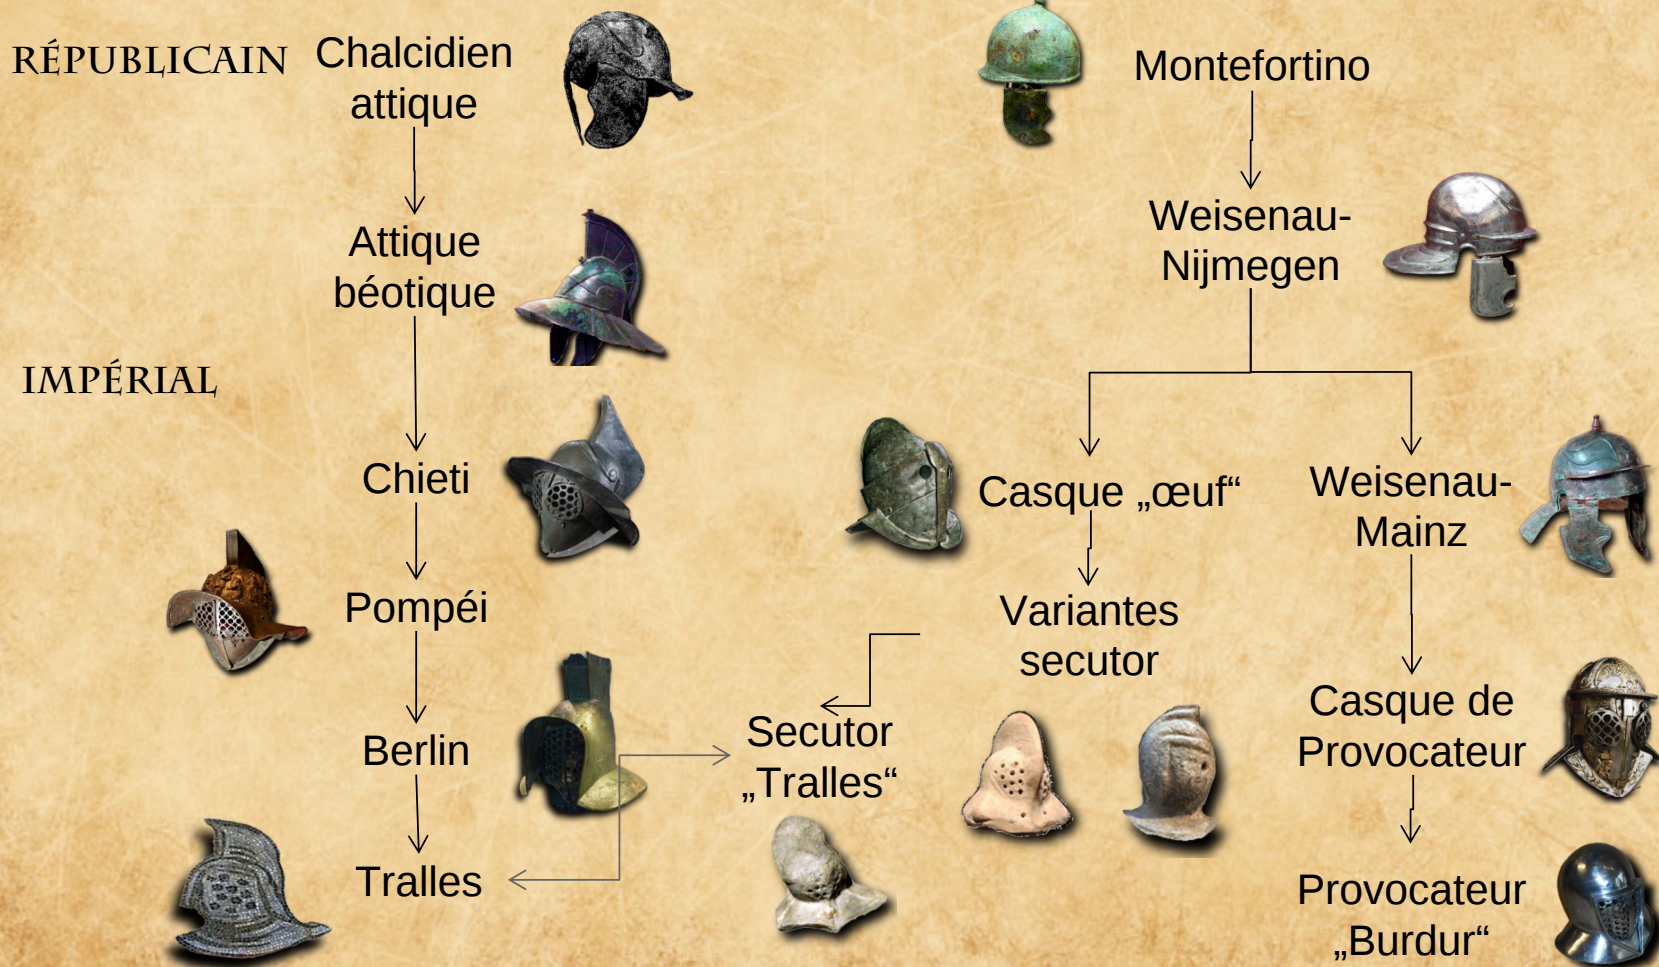 RÉPUBLICAIN
Chalcidien
attique
Montefortino
Attique
béotique
Weisenau-
Nijmegen
IMPÉRIAL
Chieti
Casque „œuf“
Weisenau-
Mainz
Pompéi
Variantes
secutor
Berlin
Secutor
„Tralles“
Casque de
Provocateur
Tralles
Provocateur
„Burdur“